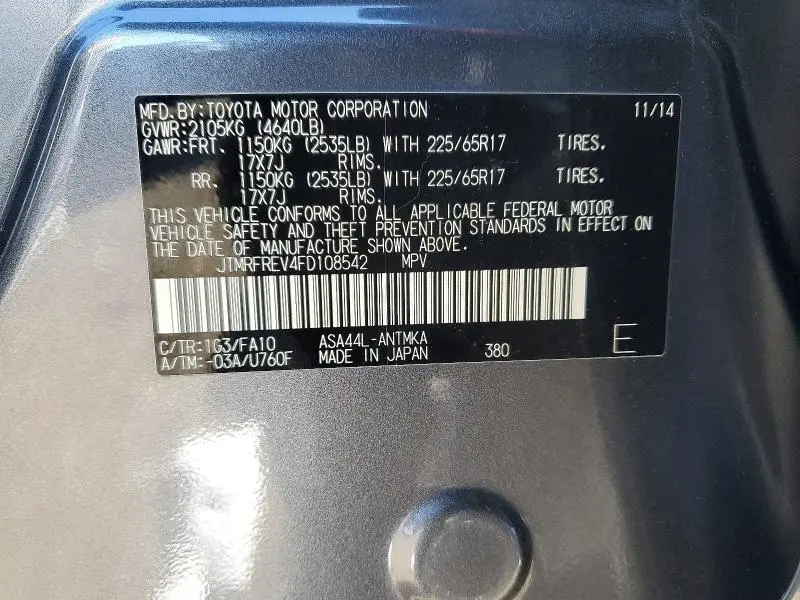 MFD.BY:TOYOTA MOTOR CORPORATION 11/14
GVWR:2105KG (4640LB)
GAWR:FRT. 1150KG (2535LB) WITH 225/65R17 TIRES.
17X7J RIMS.
RR. 1150KG (2535LB) WITH 225/65R17 TIRES.
17X7J RIMS.
THIS VEHICLE CONFORMS TO ALL APPLICABLE FEDERAL MOTOR
VEHICLE SAFETY AND THEFT PREVENTION STANDARDS IN EFFECT ON
THE DATE OF MANUFACTURE SHOWN ABOVE.
JTMRFREV4FD108542 MPV
C/TR:1G3/FA10 ASA44L-ANTMKA
A/TM:-03A/U760F MADE IN JAPAN 380 E